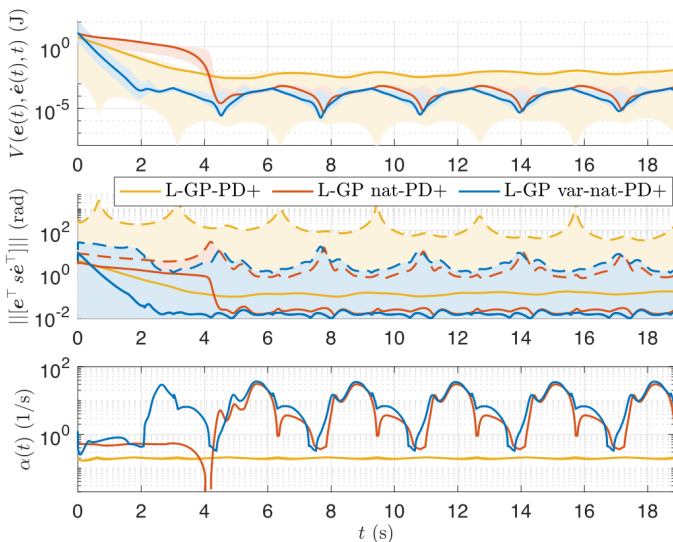 V(e(t), ė(t), t) (J)
10^0
10^-5
0 2 4 6 8 10 12 14 16 18
L-GP-PD+ L-GP nat-PD+ L-GP var-nat-PD+
||[e^⊤ sė^⊤]|| (rad)
10^2
10^0
10^-2
0 2 4 6 8 10 12 14 16 18
α(t) (1/s)
10^2
10^0
0 2 4 6 8 10 12 14 16 18
t (s)